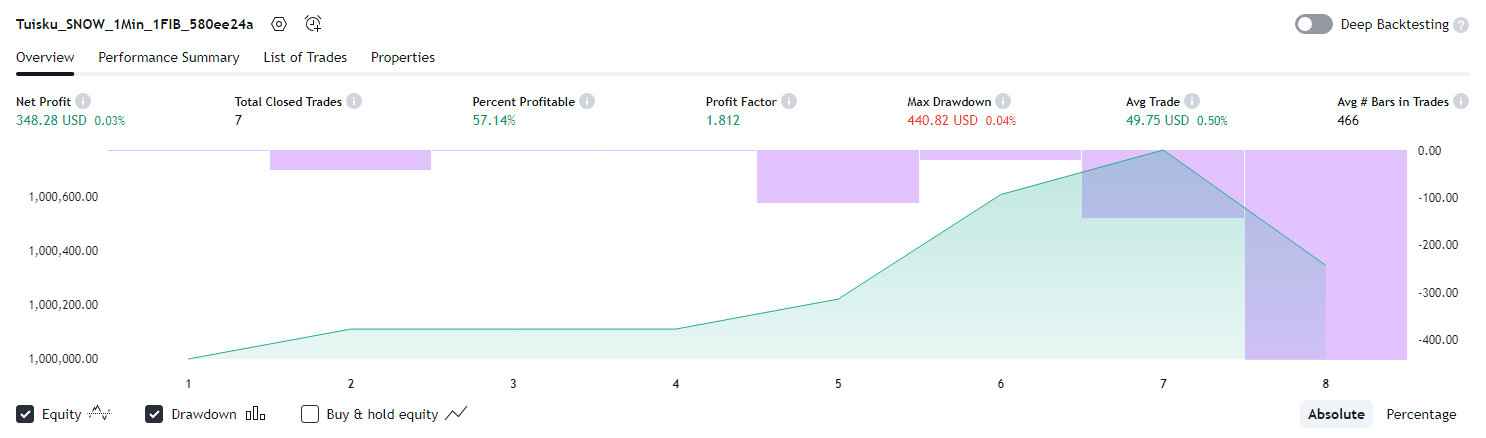 Tuisku_SNOW_1Min_1FIB_580ee24a
Deep Backtesting ?
Overview Performance Summary List of Trades Properties
Net Profit i Total Closed Trades i Percent Profitable i Profit Factor i Max Drawdown i Avg Trade i Avg # Bars in Trades i
348.28 USD 0.03% 7 57.14% 1.812 440.82 USD 0.04% 49.75 USD 0.50% 466
0.00
1,000,600.00 -100.00
1,000,400.00 -200.00
1,000,200.00 -300.00
1,000,000.00 -400.00
1 2 3 4 5 6 7 8
Equity Drawdown Buy & hold equity Absolute Percentage